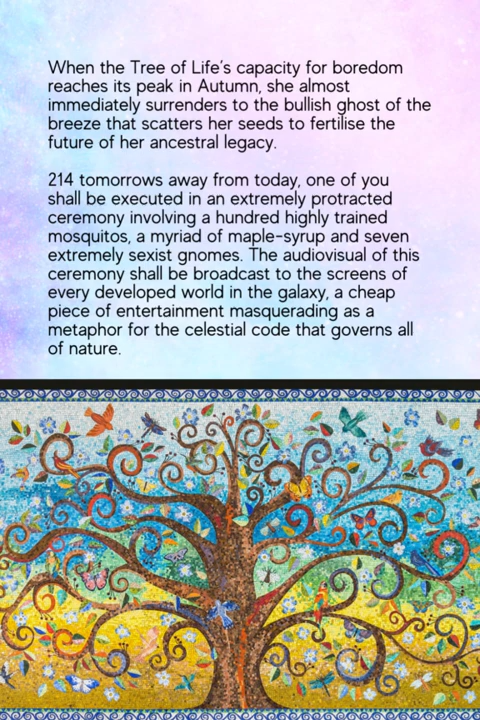 When the Tree of Life's capacity for boredom
reaches its peak in Autumn, she almost
immediately surrenders to the bullish ghost of the
breeze that scatters her seeds to fertilise the
future of her ancestral legacy.
214 tomorrows away from today, one of you
shall be executed in an extremely protracted
ceremony involving a hundred highly trained
mosquitos, a myriad of maple-syrup and seven
extremely sexist gnomes. The audiovisual of this
ceremony shall be broadcast to the screens of
every developed world in the galaxy, a cheap
piece of entertainment masquerading as a
metaphor for the celestial code that governs all
of nature.